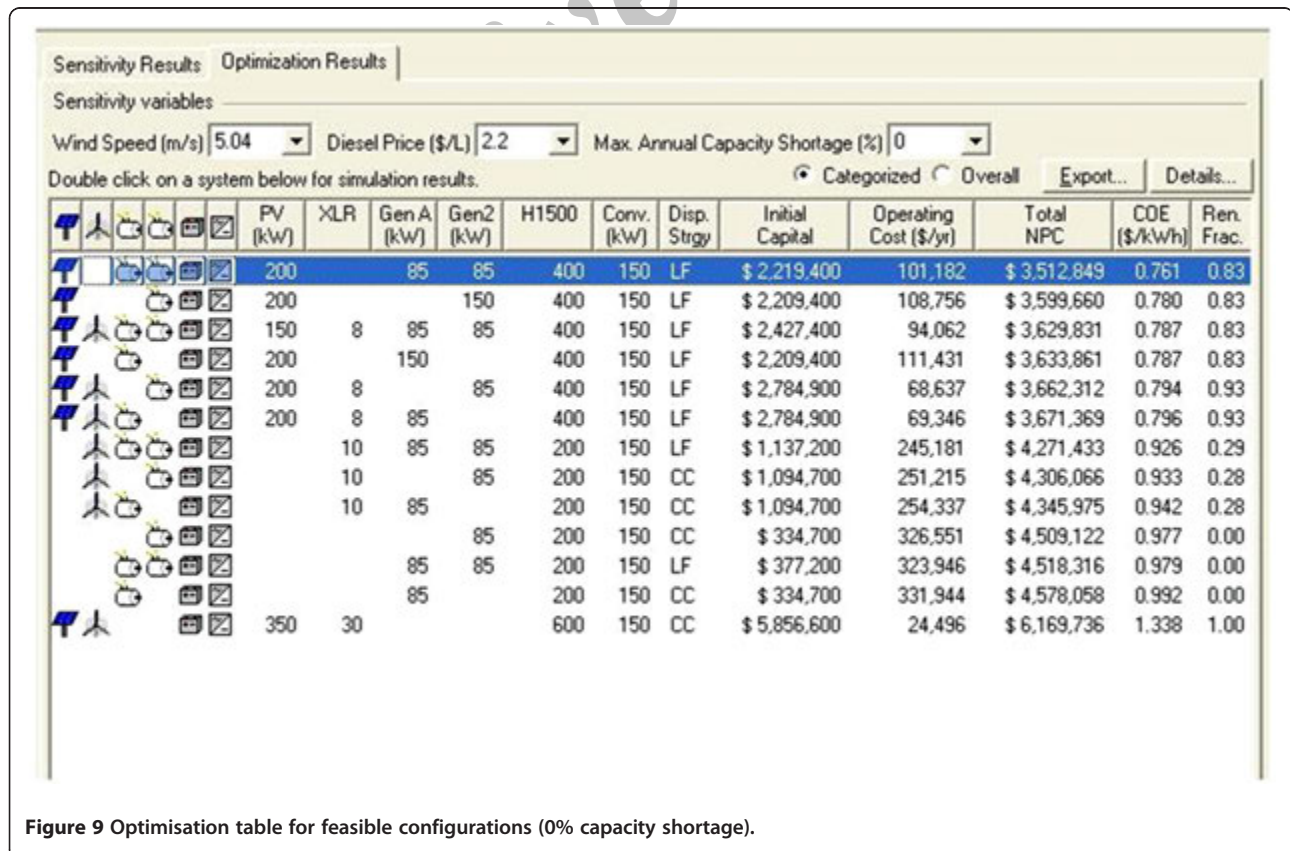 Sensitivity Results Optimization Results
Sensitivity variables
Wind Speed (m/s) 5.04 Diesel Price ($/L) 2.2 Max. Annual Capacity Shortage (%) 0
Double click on a system below for simulation results. Categorized Overall Export... Details...
PV (kW) XLR Gen A (kW) Gen2 (kW) H1500 Conv. (kW) Disp. Strgy Initial Capital Operating Cost ($/yr) Total NPC COE ($/kWh) Ren. Frac.
200 85 85 400 150 LF $ 2,219,400 101,182 $ 3,512,849 0.761 0.83
200 150 400 150 LF $ 2,209,400 108,756 $ 3,599,660 0.780 0.83
150 8 85 85 400 150 LF $ 2,427,400 94,062 $ 3,629,831 0.787 0.83
200 150 400 150 LF $ 2,209,400 111,431 $ 3,633,861 0.787 0.83
200 8 85 400 150 LF $ 2,784,900 68,637 $ 3,662,312 0.794 0.93
200 8 85 400 150 LF $ 2,784,900 69,346 $ 3,671,369 0.796 0.93
10 85 85 200 150 LF $ 1,137,200 245,181 $ 4,271,433 0.926 0.29
10 85 200 150 CC $ 1,094,700 251,215 $ 4,306,066 0.933 0.28
10 85 200 150 CC $ 1,094,700 254,337 $ 4,345,975 0.942 0.28
85 200 150 CC $ 334,700 326,551 $ 4,509,122 0.977 0.00
85 85 200 150 LF $ 377,200 323,946 $ 4,518,316 0.979 0.00
85 200 150 CC $ 334,700 331,944 $ 4,578,058 0.992 0.00
350 30 600 150 CC $ 5,856,600 24,496 $ 6,169,736 1.338 1.00
Figure 9 Optimisation table for feasible configurations (0% capacity shortage).